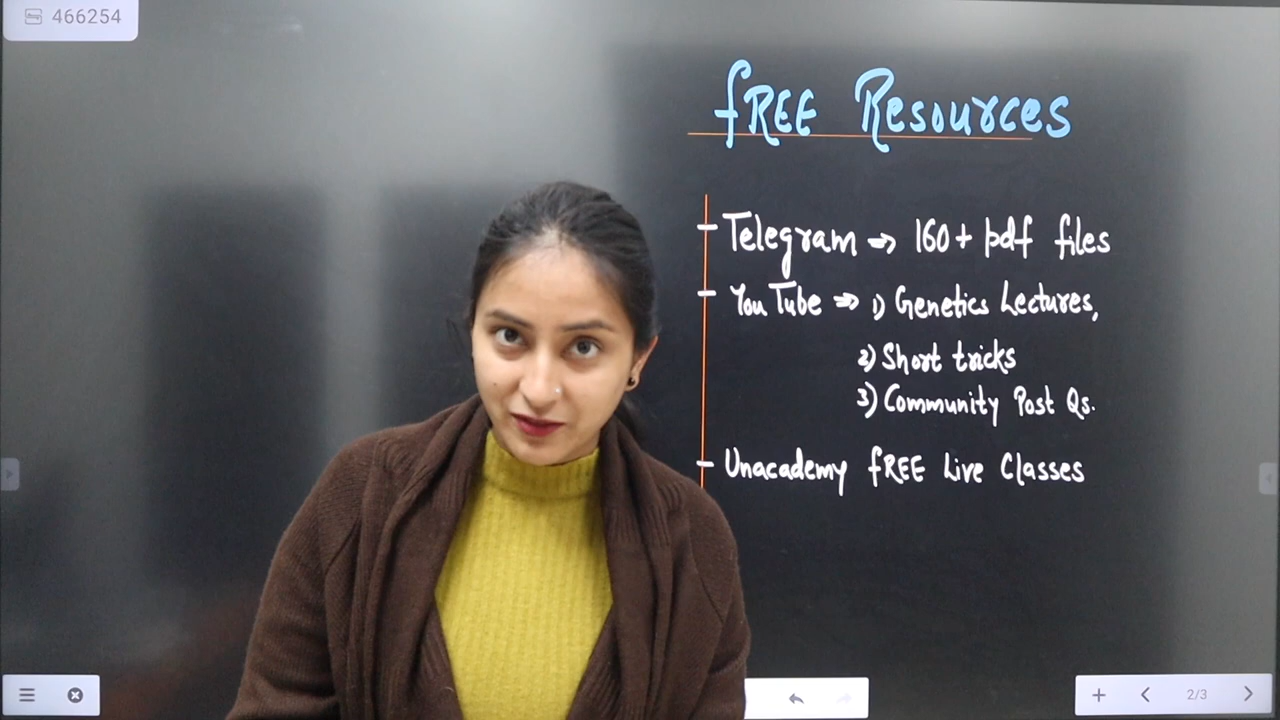 466254
fREE Resources
Telegram ⇒ 160+ pdf files
YouTube ⇒ 1) Genetics Lectures,
2) Short tricks
3) Community Post Qs.
Unacademy fREE Live Classes
2/3